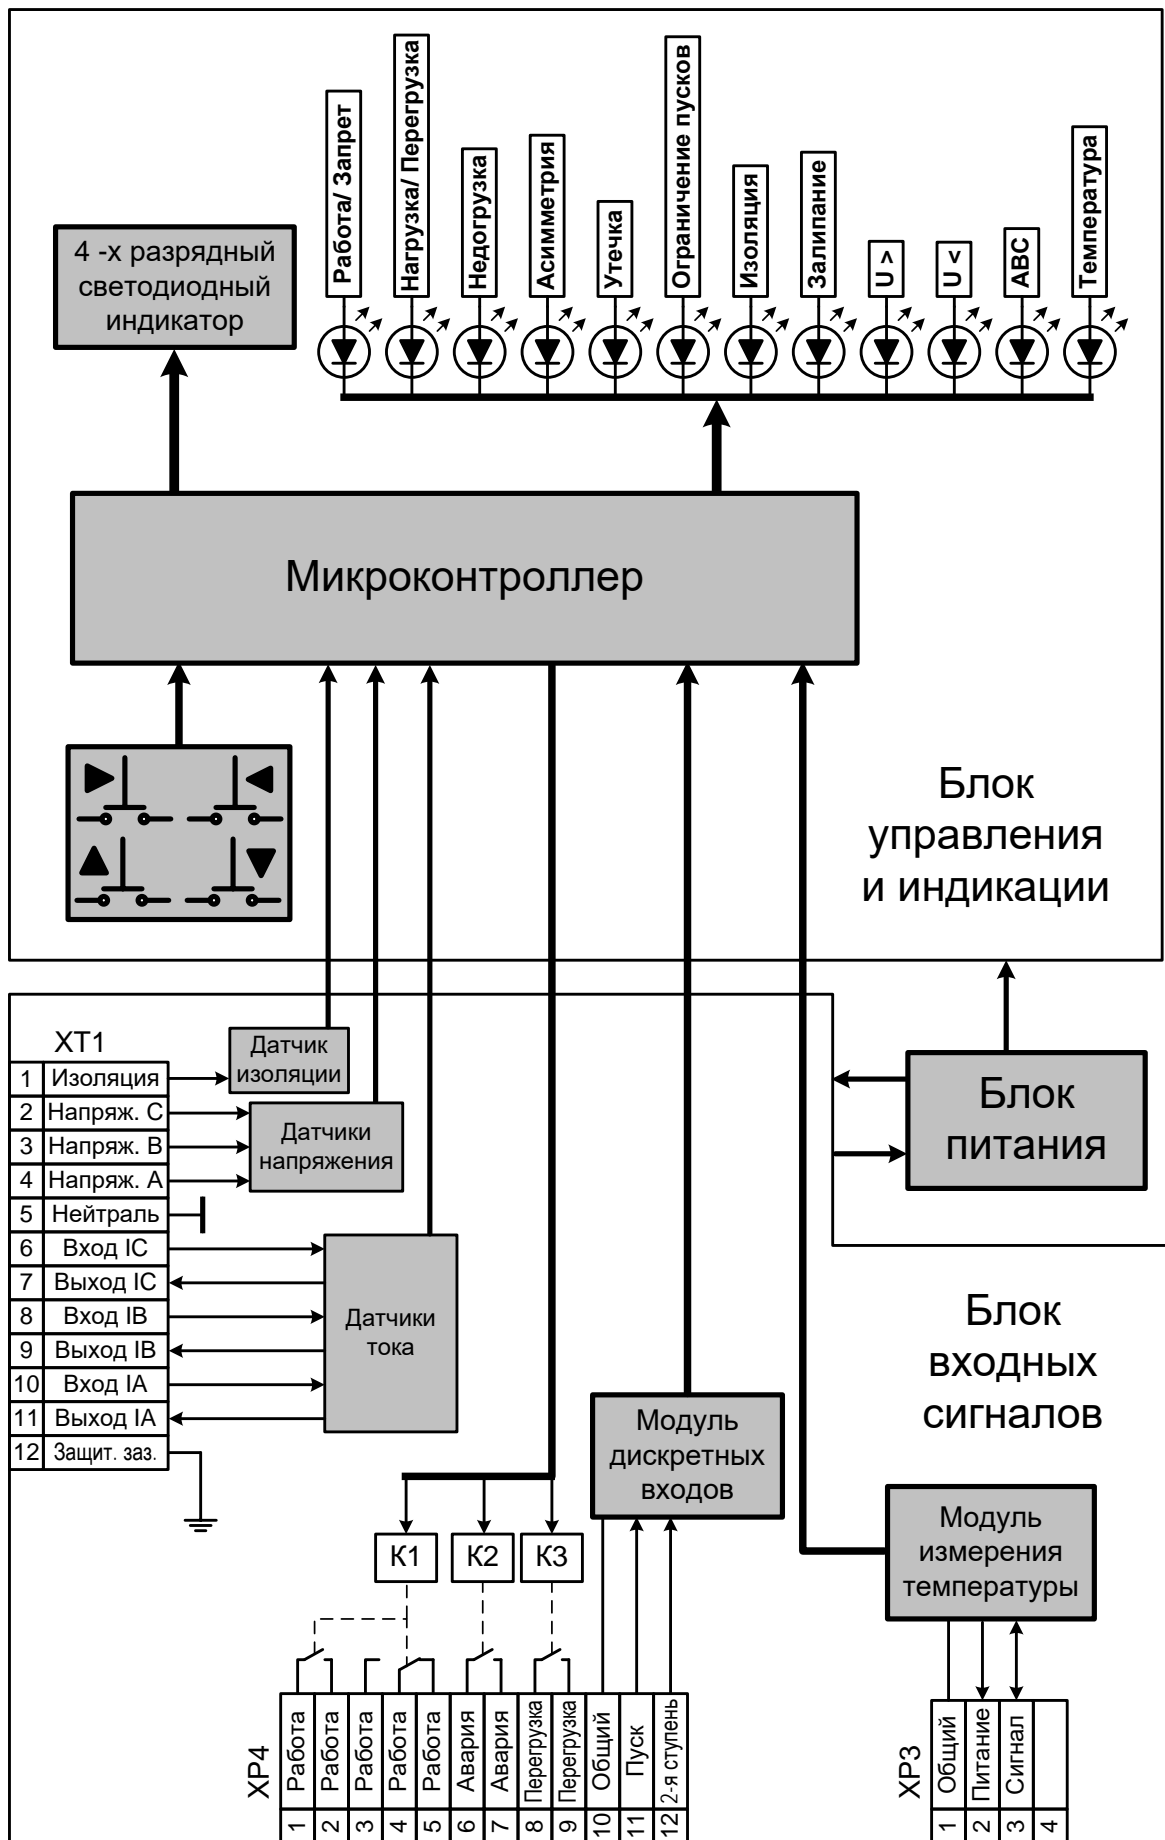 Работа/ Запрет
Нагрузка/ Перегрузка
Недогрузка
Асимметрия
Утечка
Ограничение пусков
Изоляция
Залипание
U >
U <
АВС
Температура
4 -х разрядный
светодиодный
индикатор
Микроконтроллер
Блок
управления
и индикации
XT1
1 Изоляция
2 Напряж. С
3 Напряж. В
4 Напряж. А
5 Нейтраль
6 Вход IC
7 Выход IC
8 Вход IB
9 Выход IB
10 Вход IA
11 Выход IA
12 Защит. заз.
Датчик
изоляции
Датчики
напряжения
Датчики
тока
Блок
питания
Блок
входных
сигналов
Модуль
дискретных
входов
Модуль
измерения
температуры
К1
К2
К3
XP4
1 Работа
2 Работа
3 Работа
4 Работа
5 Работа
6 Авария
7 Авария
8 Перегрузка
9 Перегрузка
10 Общий
11 Пуск
12 2-я ступень
XP3
1 Общий
2 Питание
3 Сигнал
4